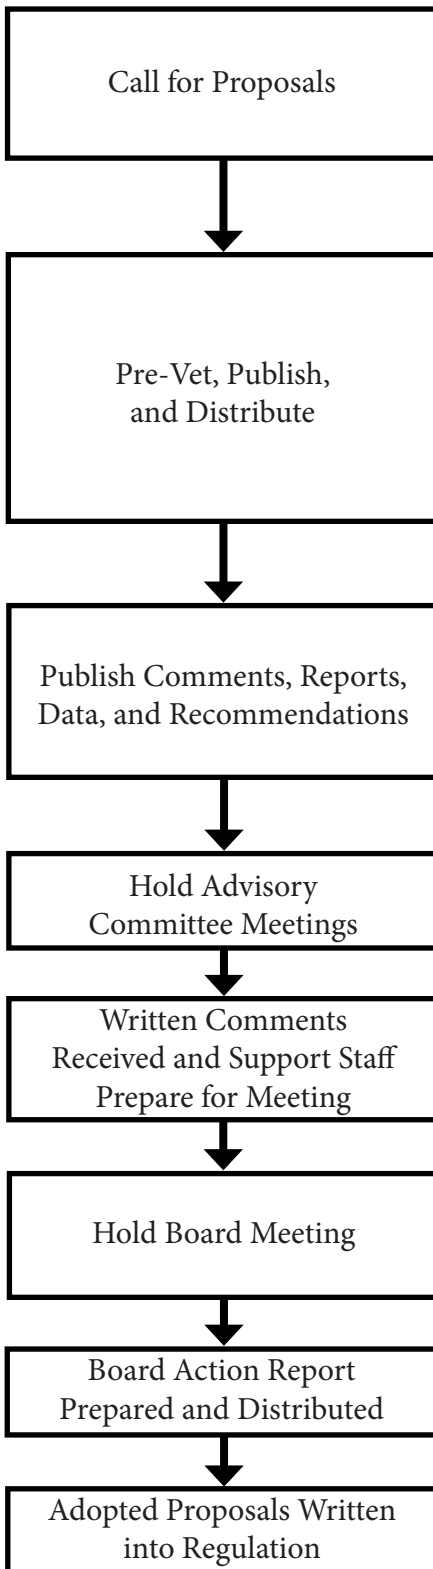 Call for Proposals
Pre-Vet, Publish,
and Distribute
Publish Comments, Reports,
Data, and Recommendations
Hold Advisory
Committee Meetings
Written Comments
Received and Support Staff
Prepare for Meeting
Hold Board Meeting
Board Action Report
Prepared and Distributed
Adopted Proposals Written
into Regulation